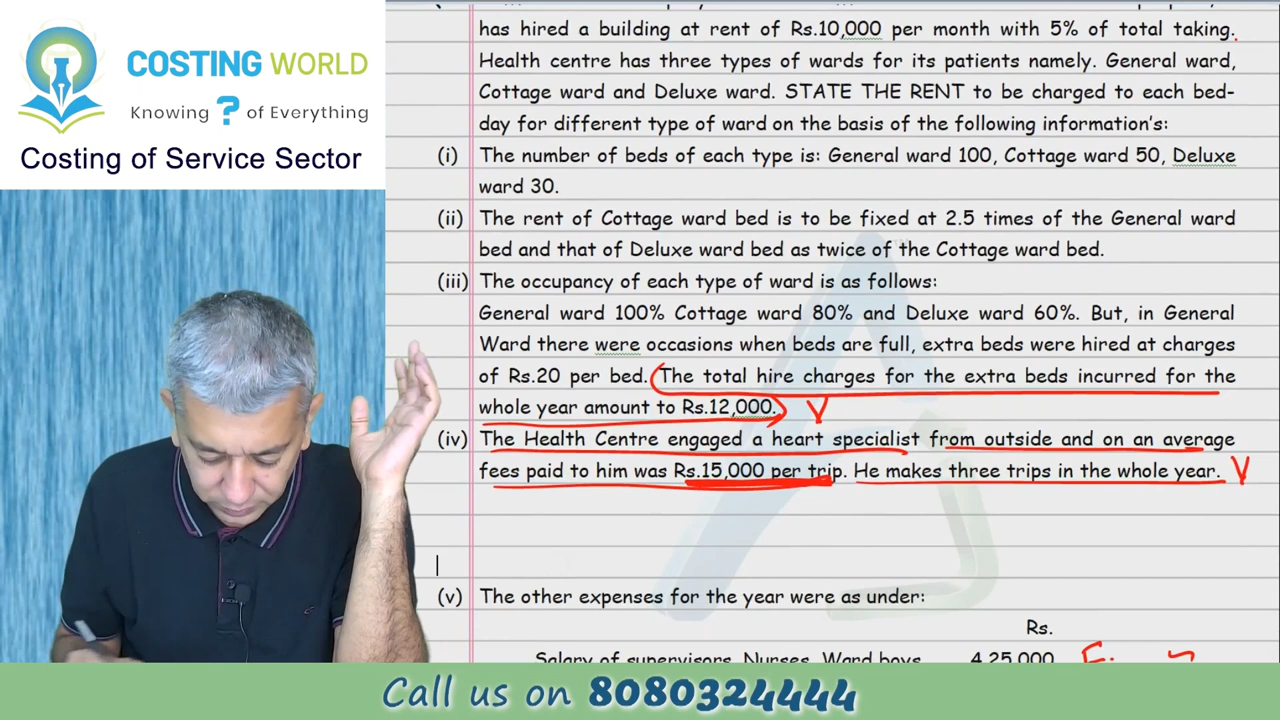 COSTING WORLD
Knowing ? of Everything
Costing of Service Sector
has hired a building at rent of Rs.10,000 per month with 5% of total taking.
Health centre has three types of wards for its patients namely. General ward,
Cottage ward and Deluxe ward. STATE THE RENT to be charged to each bed-
day for different type of ward on the basis of the following information's:
(i) The number of beds of each type is: General ward 100, Cottage ward 50, Deluxe
ward 30.
(ii) The rent of Cottage ward bed is to be fixed at 2.5 times of the General ward
bed and that of Deluxe ward bed as twice of the Cottage ward bed.
(iii) The occupancy of each type of ward is as follows:
General ward 100% Cottage ward 80% and Deluxe ward 60%. But, in General
Ward there were occasions when beds are full, extra beds were hired at charges
of Rs.20 per bed. The total hire charges for the extra beds incurred for the
whole year amount to Rs.12,000. V
(iv) The Health Centre engaged a heart specialist from outside and on an average
fees paid to him was Rs.15,000 per trip. He makes three trips in the whole year. V
(v) The other expenses for the year were as under:
Rs.
Salary of supervisors, Nurses, Ward boys 4,25,000
Call us on 8080324444